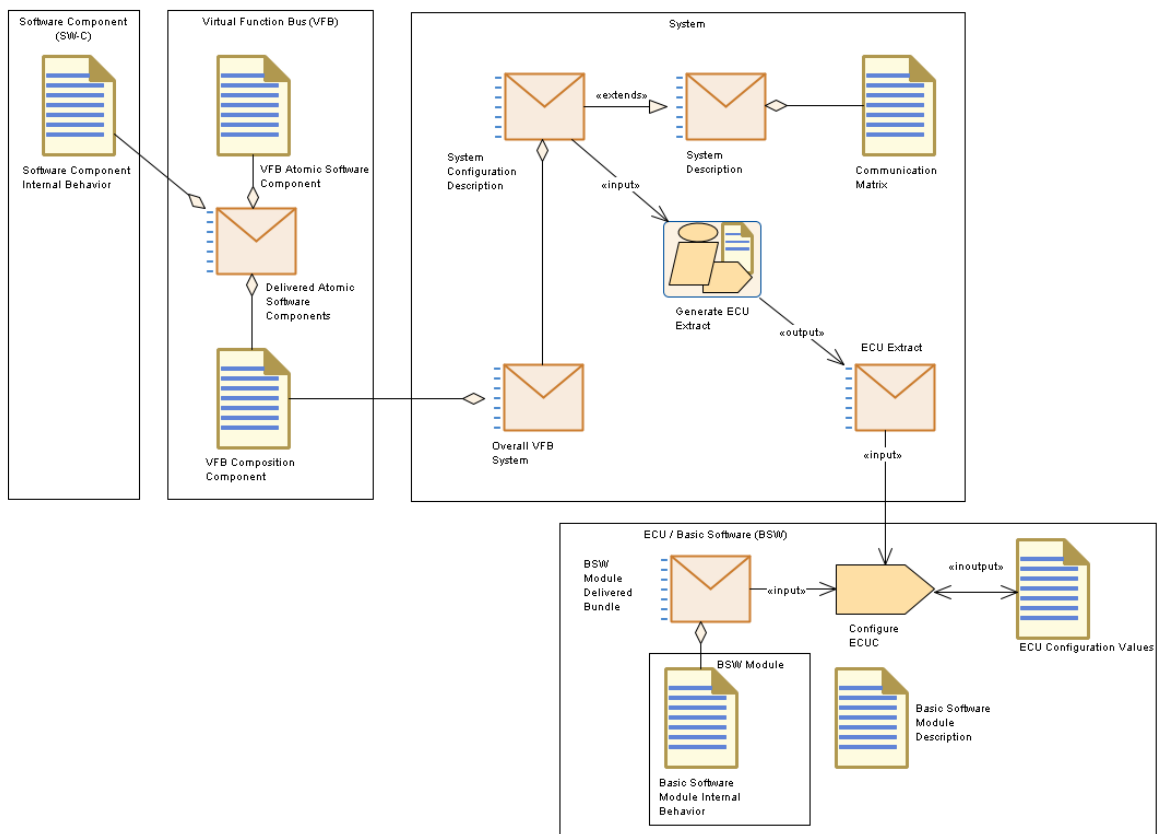 Software Component
(SW-C)
Software Component
Internal Behavior
Virtual Function Bus (VFB)
VFB Atomic Software
Component
Delivered Atomic
Software
Components
VFB Composition
Component
System
«extends»
System
Configuration
Description
System
Description
Communication
Matrix
«input»
Generate ECU
Extract
«output»
ECU Extract
Overall VFB
System
«input»
ECU / Basic Software (BSW)
BSW
Module
Delivered
Bundle
«input»
Configure
ECUC
«inoutput»
ECU Configuration Values
BSW Module
Basic Software
Module Internal
Behavior
Basic Software
Module
Description